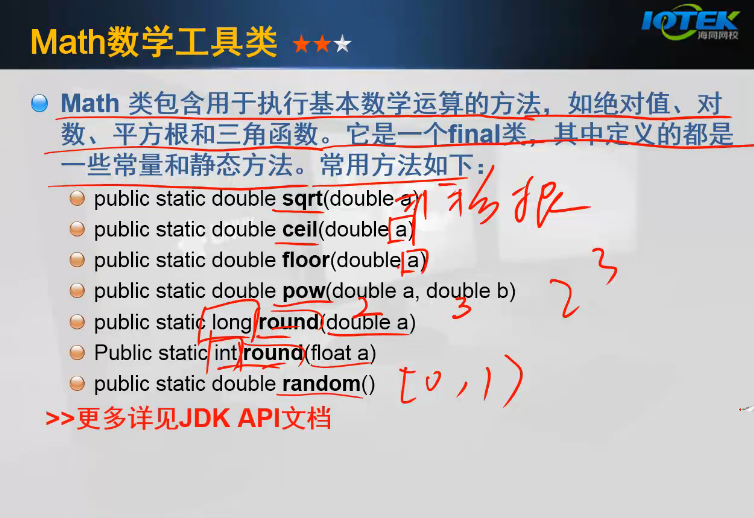 Math数学工具类
IOTEK
海同网校
Math 类包含用于执行基本数学运算的方法，如绝对值、对
数、平方根和三角函数。它是一个final类，其中定义的都是
一些常量和静态方法。常用方法如下：
public static double sqrt(double a)
public static double ceil(double a)
public static double floor(double a)
public static double pow(double a, double b)
2 3 2 3
public static long round(double a)
Public static int round(float a)
public static double random()
[0,1)
>>更多详见JDK API文档